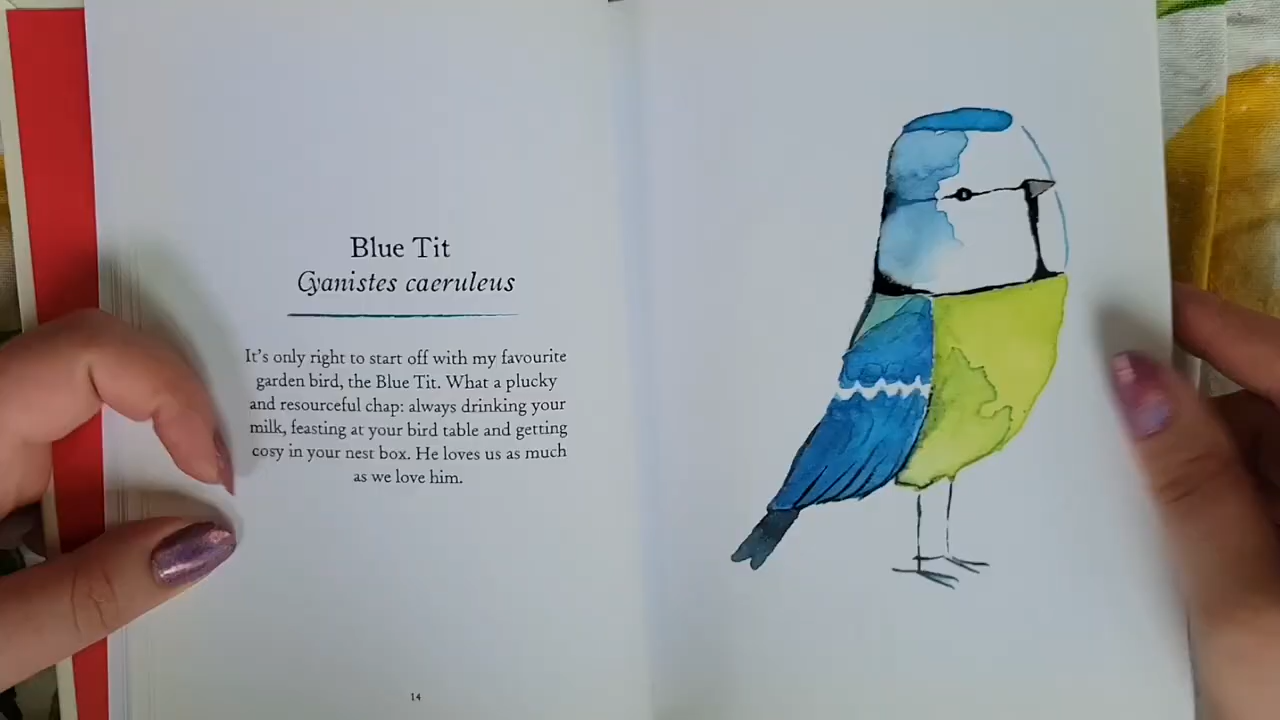 Blue Tit
Cyanistes caeruleus
It's only right to start off with my favourite
garden bird, the Blue Tit. What a plucky
and resourceful chap: always drinking your
milk, feasting at your bird table and getting
cosy in your nest box. He loves us as much
as we love him.
14